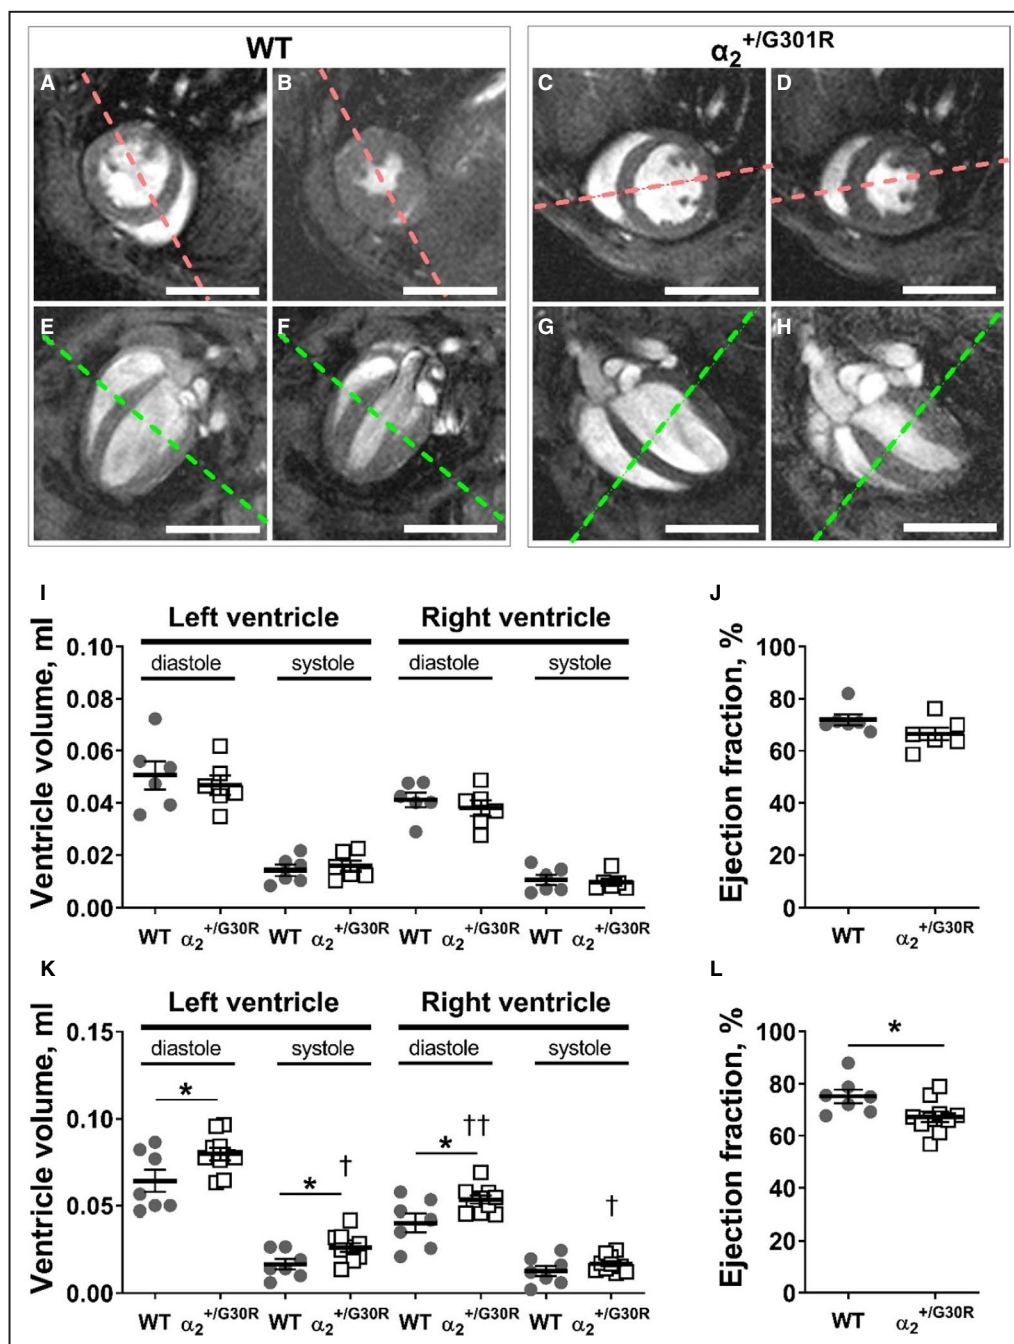 WT
α₂⁺/G301R
A
B
C
D
E
F
G
H
I
Left ventricle
Right ventricle
diastole
systole
diastole
systole
Ventricle volume, ml
0.10
0.08
0.06
0.04
0.02
0.00
WT α₂⁺/G30R WT α₂⁺/G30R WT α₂⁺/G30R WT α₂⁺/G30R
J
Ejection fraction, %
100
80
60
40
20
0
WT α₂⁺/G30R
K
Left ventricle
Right ventricle
diastole
systole
diastole
systole
Ventricle volume, ml
0.15
0.10
0.05
0.00
*
*
†
*
††
†
WT α₂⁺/G30R WT α₂⁺/G30R WT α₂⁺/G30R WT α₂⁺/G30R
L
Ejection fraction, %
100
80
60
40
20
0
*
WT α₂⁺/G30R